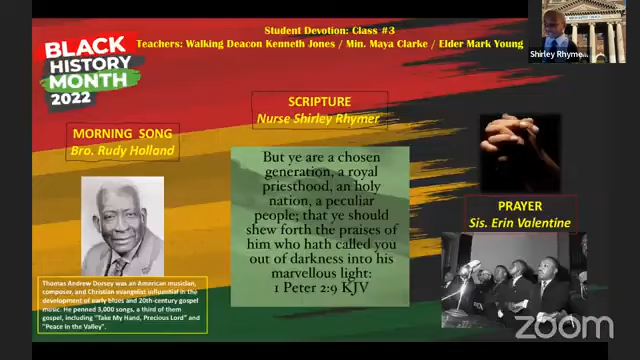 Student Devotion: Class #3
Teachers: Walking Deacon Kenneth Jones / Min. Maya Clarke / Elder Mark Young
BLACK
HISTORY
MONTH
2022
Shirley Rhyme...
SCRIPTURE
Nurse Shirley Rhymer
MORNING SONG
Bro. Rudy Holland
But ye are a chosen
generation, a royal
priesthood, an holy
nation, a peculiar
people; that ye should
shew forth the praises of
him who hath called you
out of darkness into his
marvellous light:
1 Peter 2:9 KJV
PRAYER
Sis. Erin Valentine
Thomas Andrew Dorsey was an American musician,
composer, and Christian evangelist influential in the
development of early blues and 20th-century gospel
music. He penned 3,000 songs, a third of them
gospel, including "Take My Hand, Precious Lord" and
"Peace in the Valley".
zoom